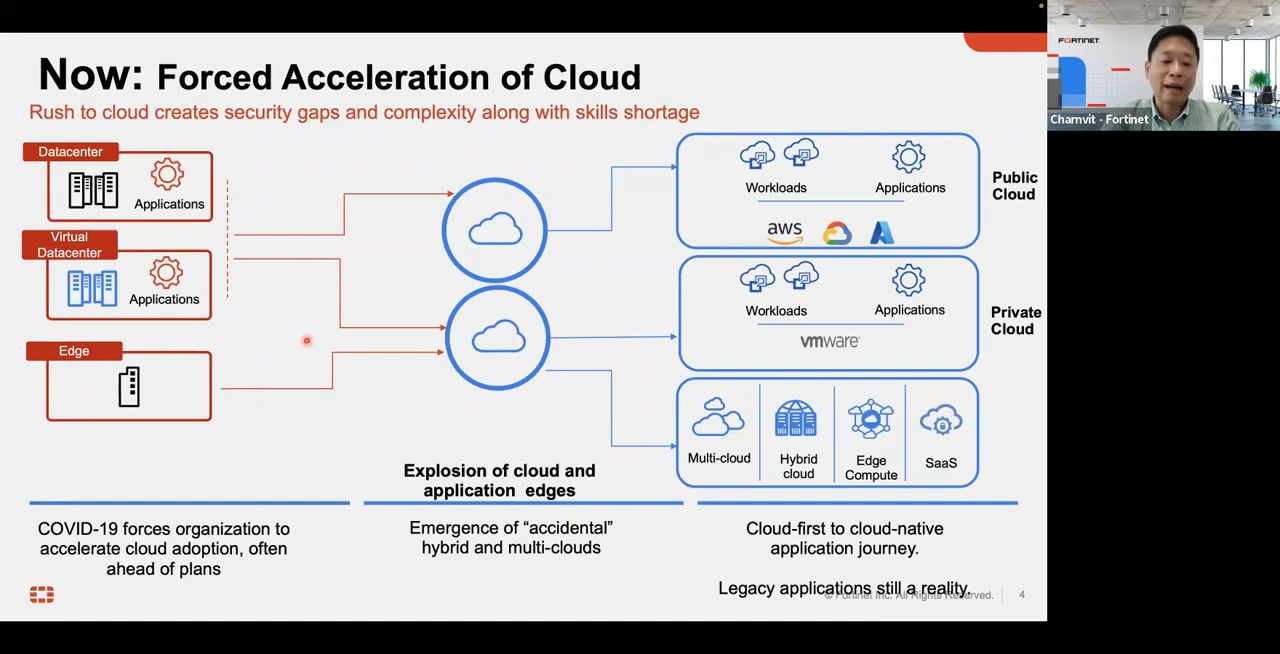 Now: Forced Acceleration of Cloud
Rush to cloud creates security gaps and complexity along with skills shortage
FORTINET
Charnvit - Fortinet
Datacenter
Applications
Virtual
Datacenter
Applications
Edge
Workloads
Applications
aws
Public
Cloud
Workloads
Applications
vmware
Private
Cloud
Multi-cloud
Hybrid
cloud
Edge
Compute
SaaS
Explosion of cloud and
application edges
COVID-19 forces organization to
accelerate cloud adoption, often
ahead of plans
Emergence of “accidental”
hybrid and multi-clouds
Cloud-first to cloud-native
application journey.
Legacy applications still a reality.
© Fortinet Inc. All Rights Reserved.
4